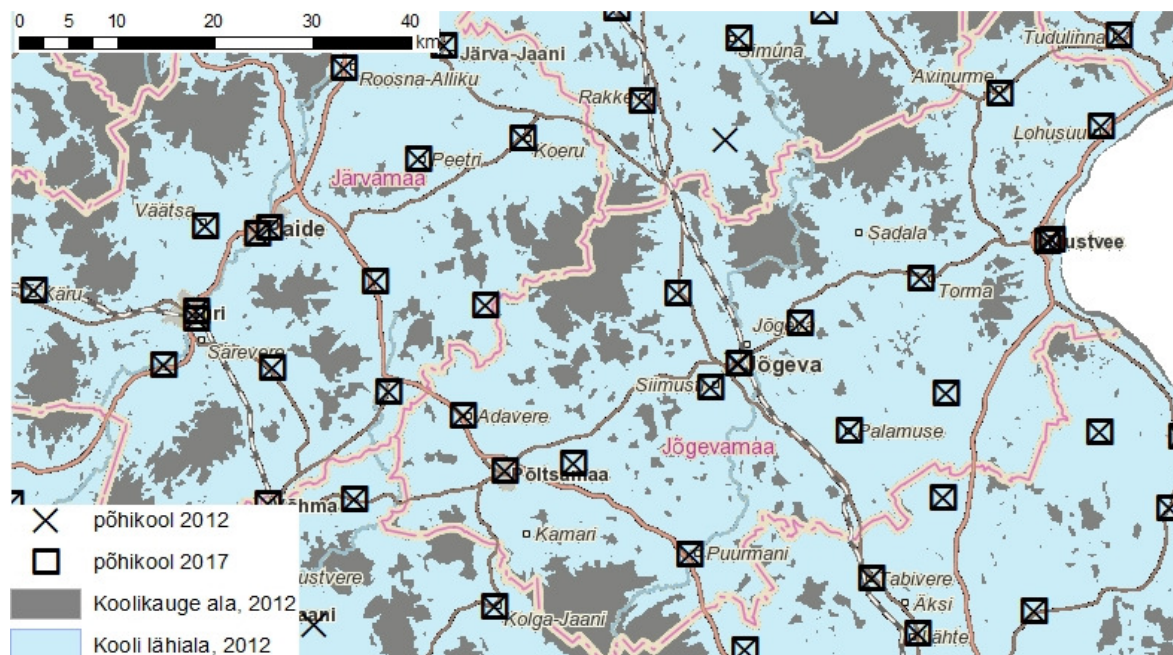 0 5 10 20 30 40
km
Järva-Jaani
Simuna
Tudulinna
Roosna-Alliku
Avinurme
Rakke
Lohusuu
Koeru
Peetri
Järvamaa
Väätsa
Sadala
Torma
Käru
Jõgeva
Särevere
Jõgeva
Adavere
Palamuse
Jõgevamaa
Põltsamaa
põhikool 2012
Kamari
põhikool 2017
Puurmani
Tabivere
Koolikauge ala, 2012
Äksi
Kolga-Jaani
Kooli lähiala, 2012